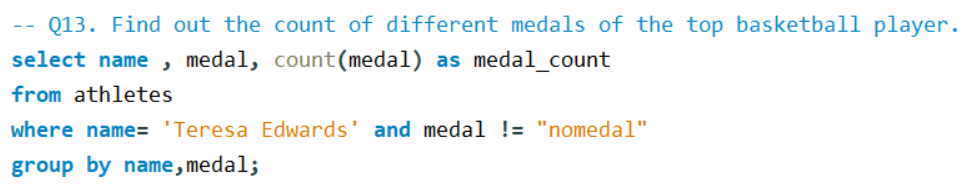 -- Q13. Find out the count of different medals of the top basketball player.
select name , medal, count(medal) as medal_count
from athletes
where name= 'Teresa Edwards' and medal != "nomedal"
group by name,medal;